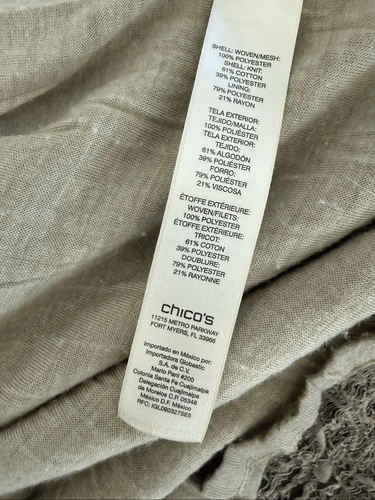 SHELL: WOVEN/MESH:
100% POLYESTER
SHELL: KNIT:
61% COTTON
39% POLYESTER
LINING:
79% POLYESTER
21% RAYON
TELA EXTERIOR:
TEJIDO/MALLA:
100% POLIÉSTER
TELA EXTERIOR:
TEJIDO:
61% ALGODÓN
39% POLIÉSTER
FORRO:
79% POLIÉSTER
21% VISCOSA
ÉTOFFE EXTÉRIEURE:
WOVEN/FILETS:
100% POLYESTER
ÉTOFFE EXTÉRIEURE:
TRICOT:
61% COTON
39% POLYESTER
DOUBLURE:
79% POLYESTER
21% RAYONNE
chico's
11215 METRO PARKWAY
FORT MYERS, FL 33966
Importado en México por:
Importadora Globastic
S.A. de C.V.
Mario Pani #200
Colonia Santa Fe Cuajimalpa
Delegación Cuajimalpa
de Morelos C.P. 05348
México D.F. México
RFC: IGL090327SE5